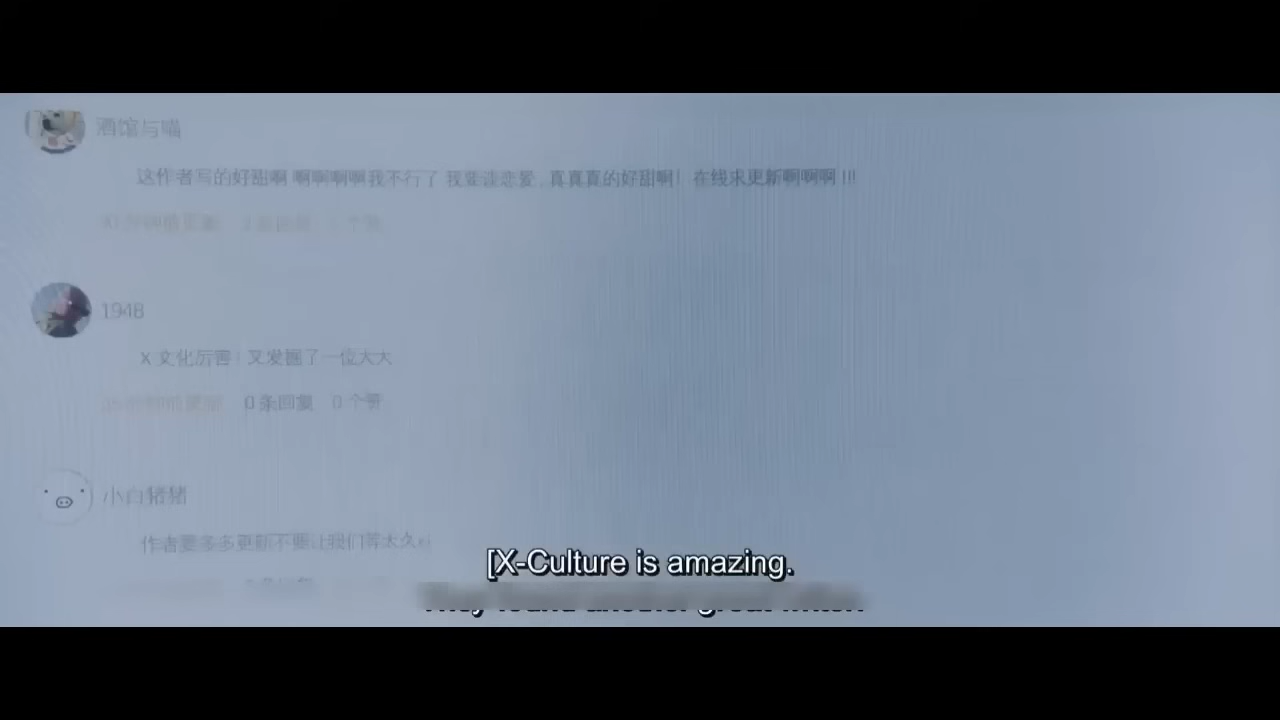 酒馆与喵
这作者写的好甜啊 啊啊啊啊我不行了 我要谈恋爱，真真真的好甜啊！ 在线求更新啊啊啊 !!!
1948
x 文化厉害！又发掘了一位大大
0 条回复 0 个赞
小白猪猪
作者要多多更新不要让我们等太久
[X-Culture is amazing.
They found another great